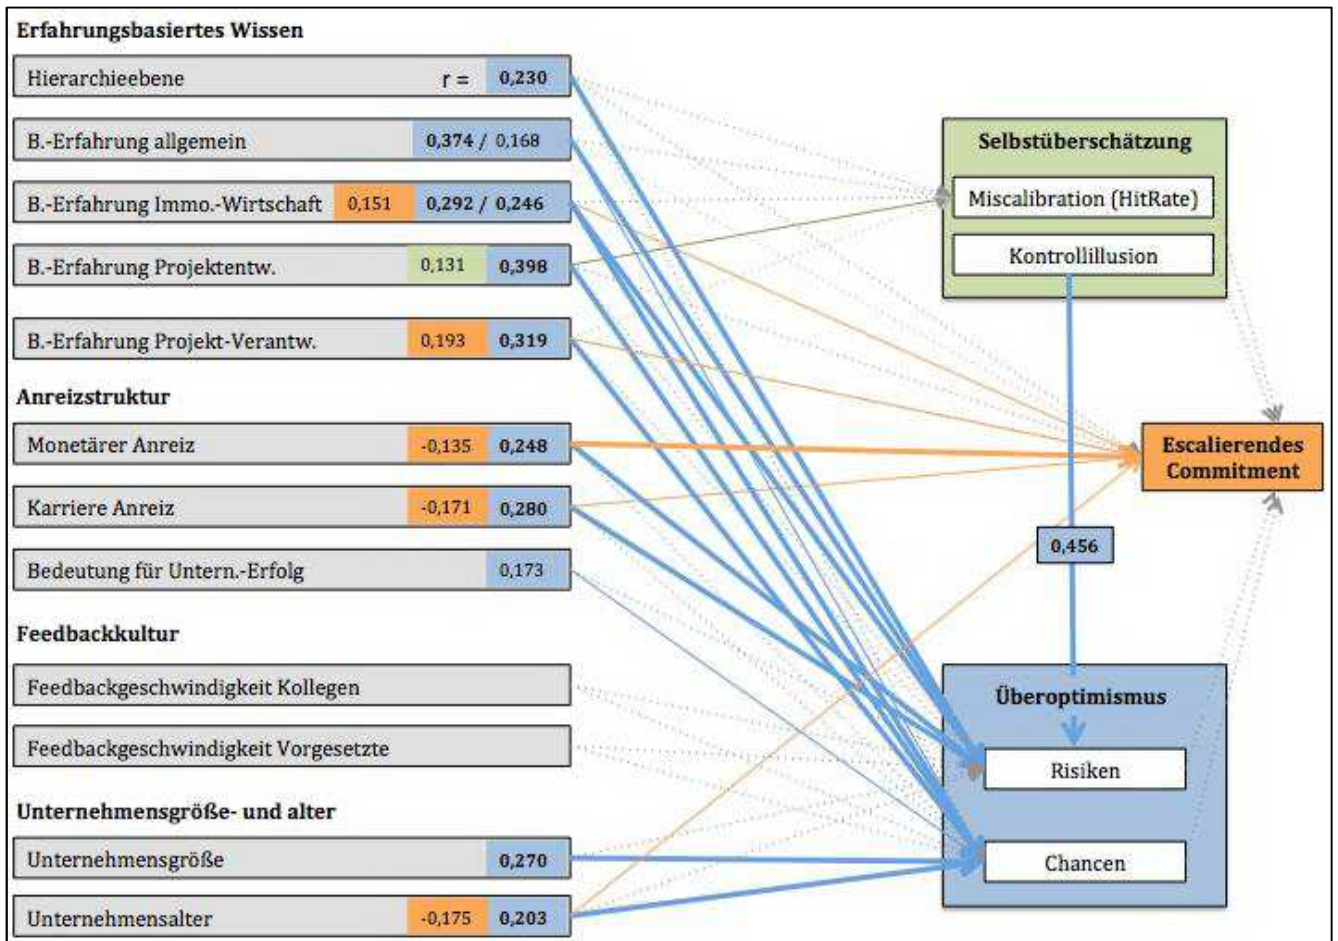 Erfahrungsbasiertes Wissen
Hierarchieebene r = 0,230
B.-Erfahrung allgemein 0,374 / 0,168
B.-Erfahrung Immo.-Wirtschaft 0,151 0,292 / 0,246
B.-Erfahrung Projektentw. 0,131 0,398
B.-Erfahrung Projekt-Verantw. 0,193 0,319
Anreizstruktur
Monetärer Anreiz -0,135 0,248
Karriere Anreiz -0,171 0,280
Bedeutung für Untern.-Erfolg 0,173
Feedbackkultur
Feedbackgeschwindigkeit Kollegen
Feedbackgeschwindigkeit Vorgesetzte
Unternehmensgröße- und alter
Unternehmensgröße 0,270
Unternehmensalter -0,175 0,203
Selbstüberschätzung
Miscalibration (HitRate)
Kontrollillusion
Escalierendes
Commitment
0,456
Überoptimismus
Risiken
Chancen